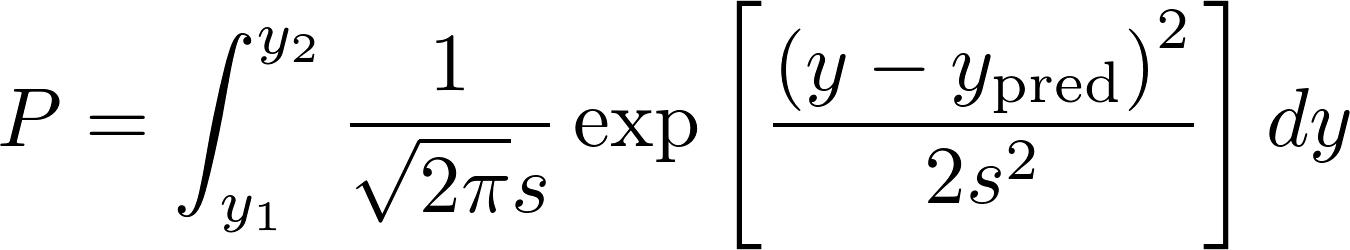 P = \int_{y_1}^{y_2} \frac{1}{\sqrt{2\pi}s} \exp\left[\frac{(y - y_{\text{pred}})^2}{2s^2}\right] dy